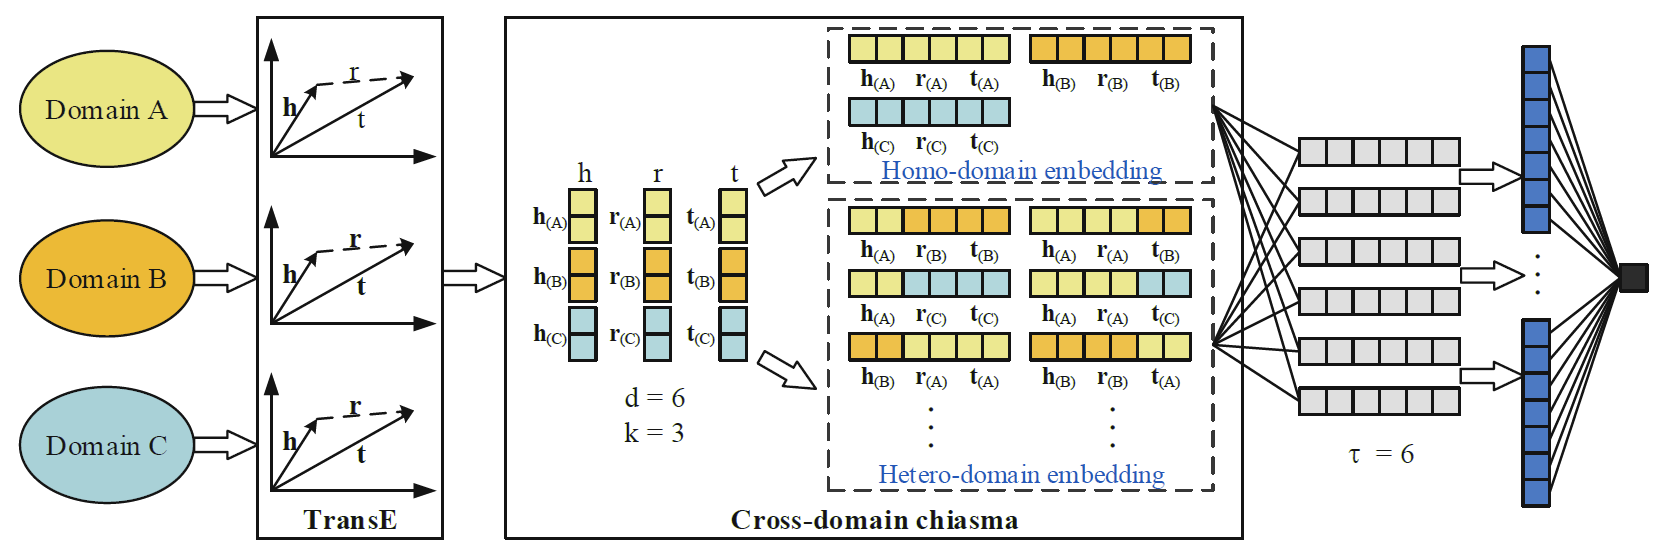 Domain A
h r t
Domain B
h r t
Domain C
h r t
TransE
h r t
h(A) r(A) t(A)
h(B) r(B) t(B)
h(C) r(C) t(C)
d = 6
k = 3
h(A) r(A) t(A) h(B) r(B) t(B)
h(C) r(C) t(C)
Homo-domain embedding
h(A) r(B) t(B) h(A) r(A) t(B)
h(A) r(C) t(C) h(A) r(A) t(C)
h(B) r(A) t(A) h(B) r(B) t(A)
Hetero-domain embedding
Cross-domain chiasma
τ = 6